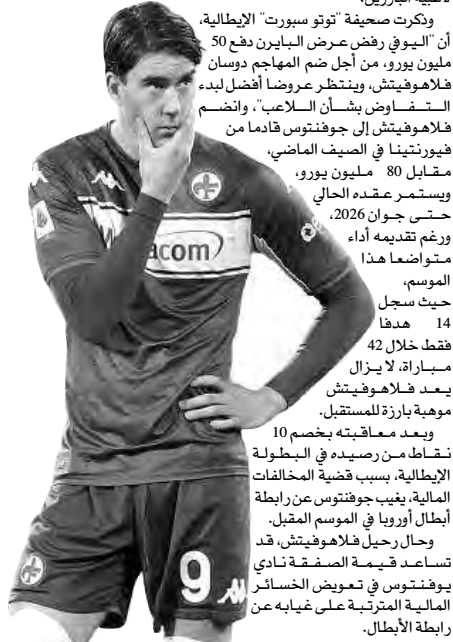 لاعبيه البارزين.
وذكرت صحيفة "توتو سبورت" الإيطالية،
أن "اليوفي رفض عرض البايرن دفع 50
مليون يورو، من أجل ضم المهاجم دوسان
فلاهوفيتش، وينتظر عروضا أفضل لبدء
التفاوض بشأن اللاعب"، وانضم
فلاهوفيتش إلى جوفنتوس قادما من
فيورنتينا في الصيف الماضي،
مقابل 80 مليون يورو،
ويستمر عقده الحالي
حتى جوان 2026،
ورغم تقديمه أداء
متواضعا هذا
الموسم،
حيث سجل
14 هدفا
فقط خلال 42
مباراة، لا يزال
يعد فلاهوفيتش
موهبة بارزة للمستقبل.
وبعد معاقبته بخصم 10
نقاط من رصيده في البطولة
الإيطالية، بسبب قضية المخالفات
المالية، يغيب جوفنتوس عن رابطة
أبطال أوروبا في الموسم المقبل.
وحال رحيل فلاهوفيتش، قد
تساعد قيمة الصفقة نادي
يوفنتوس في تعويض الخسائر
المالية المترتبة على غيابه عن
رابطة الأبطال.
acom
9